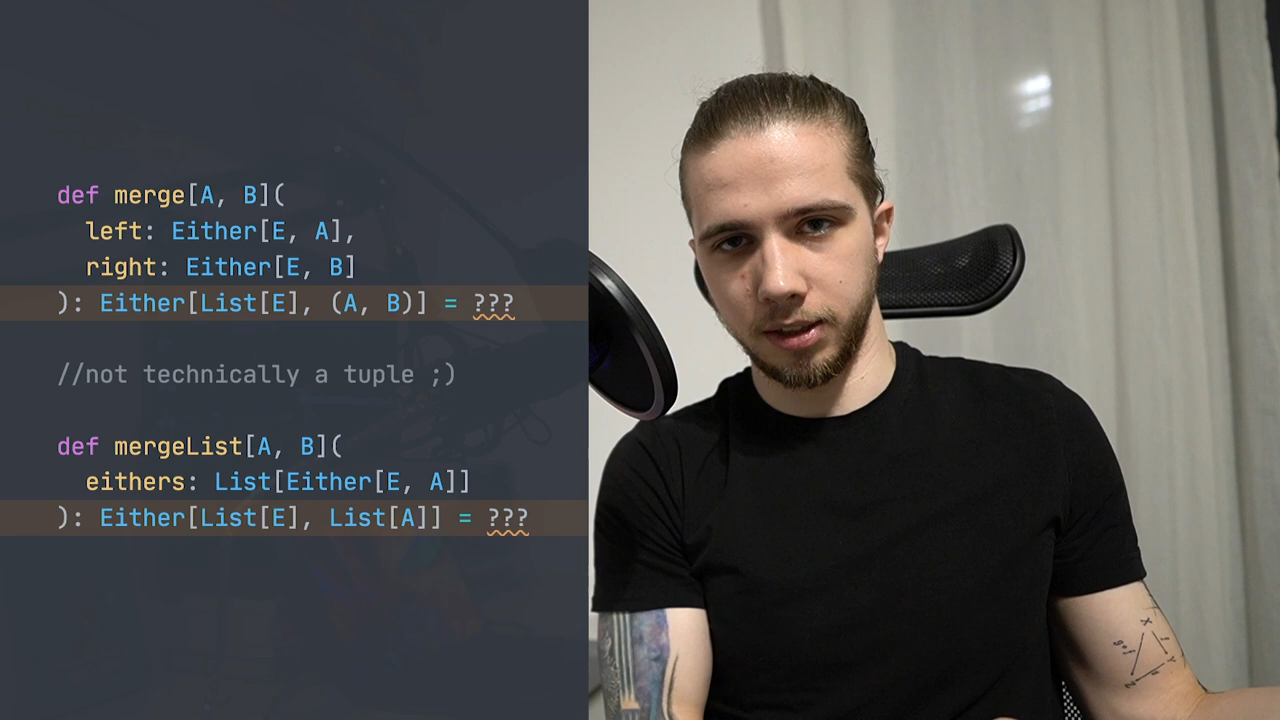 def merge[A, B](
  left: Either[E, A],
  right: Either[E, B]
): Either[List[E], (A, B)] = ???
//not technically a tuple ;)
def mergeList[A, B](
  eithers: List[Either[E, A]]
): Either[List[E], List[A]] = ???
X
f
Y
g
Z
g∘f